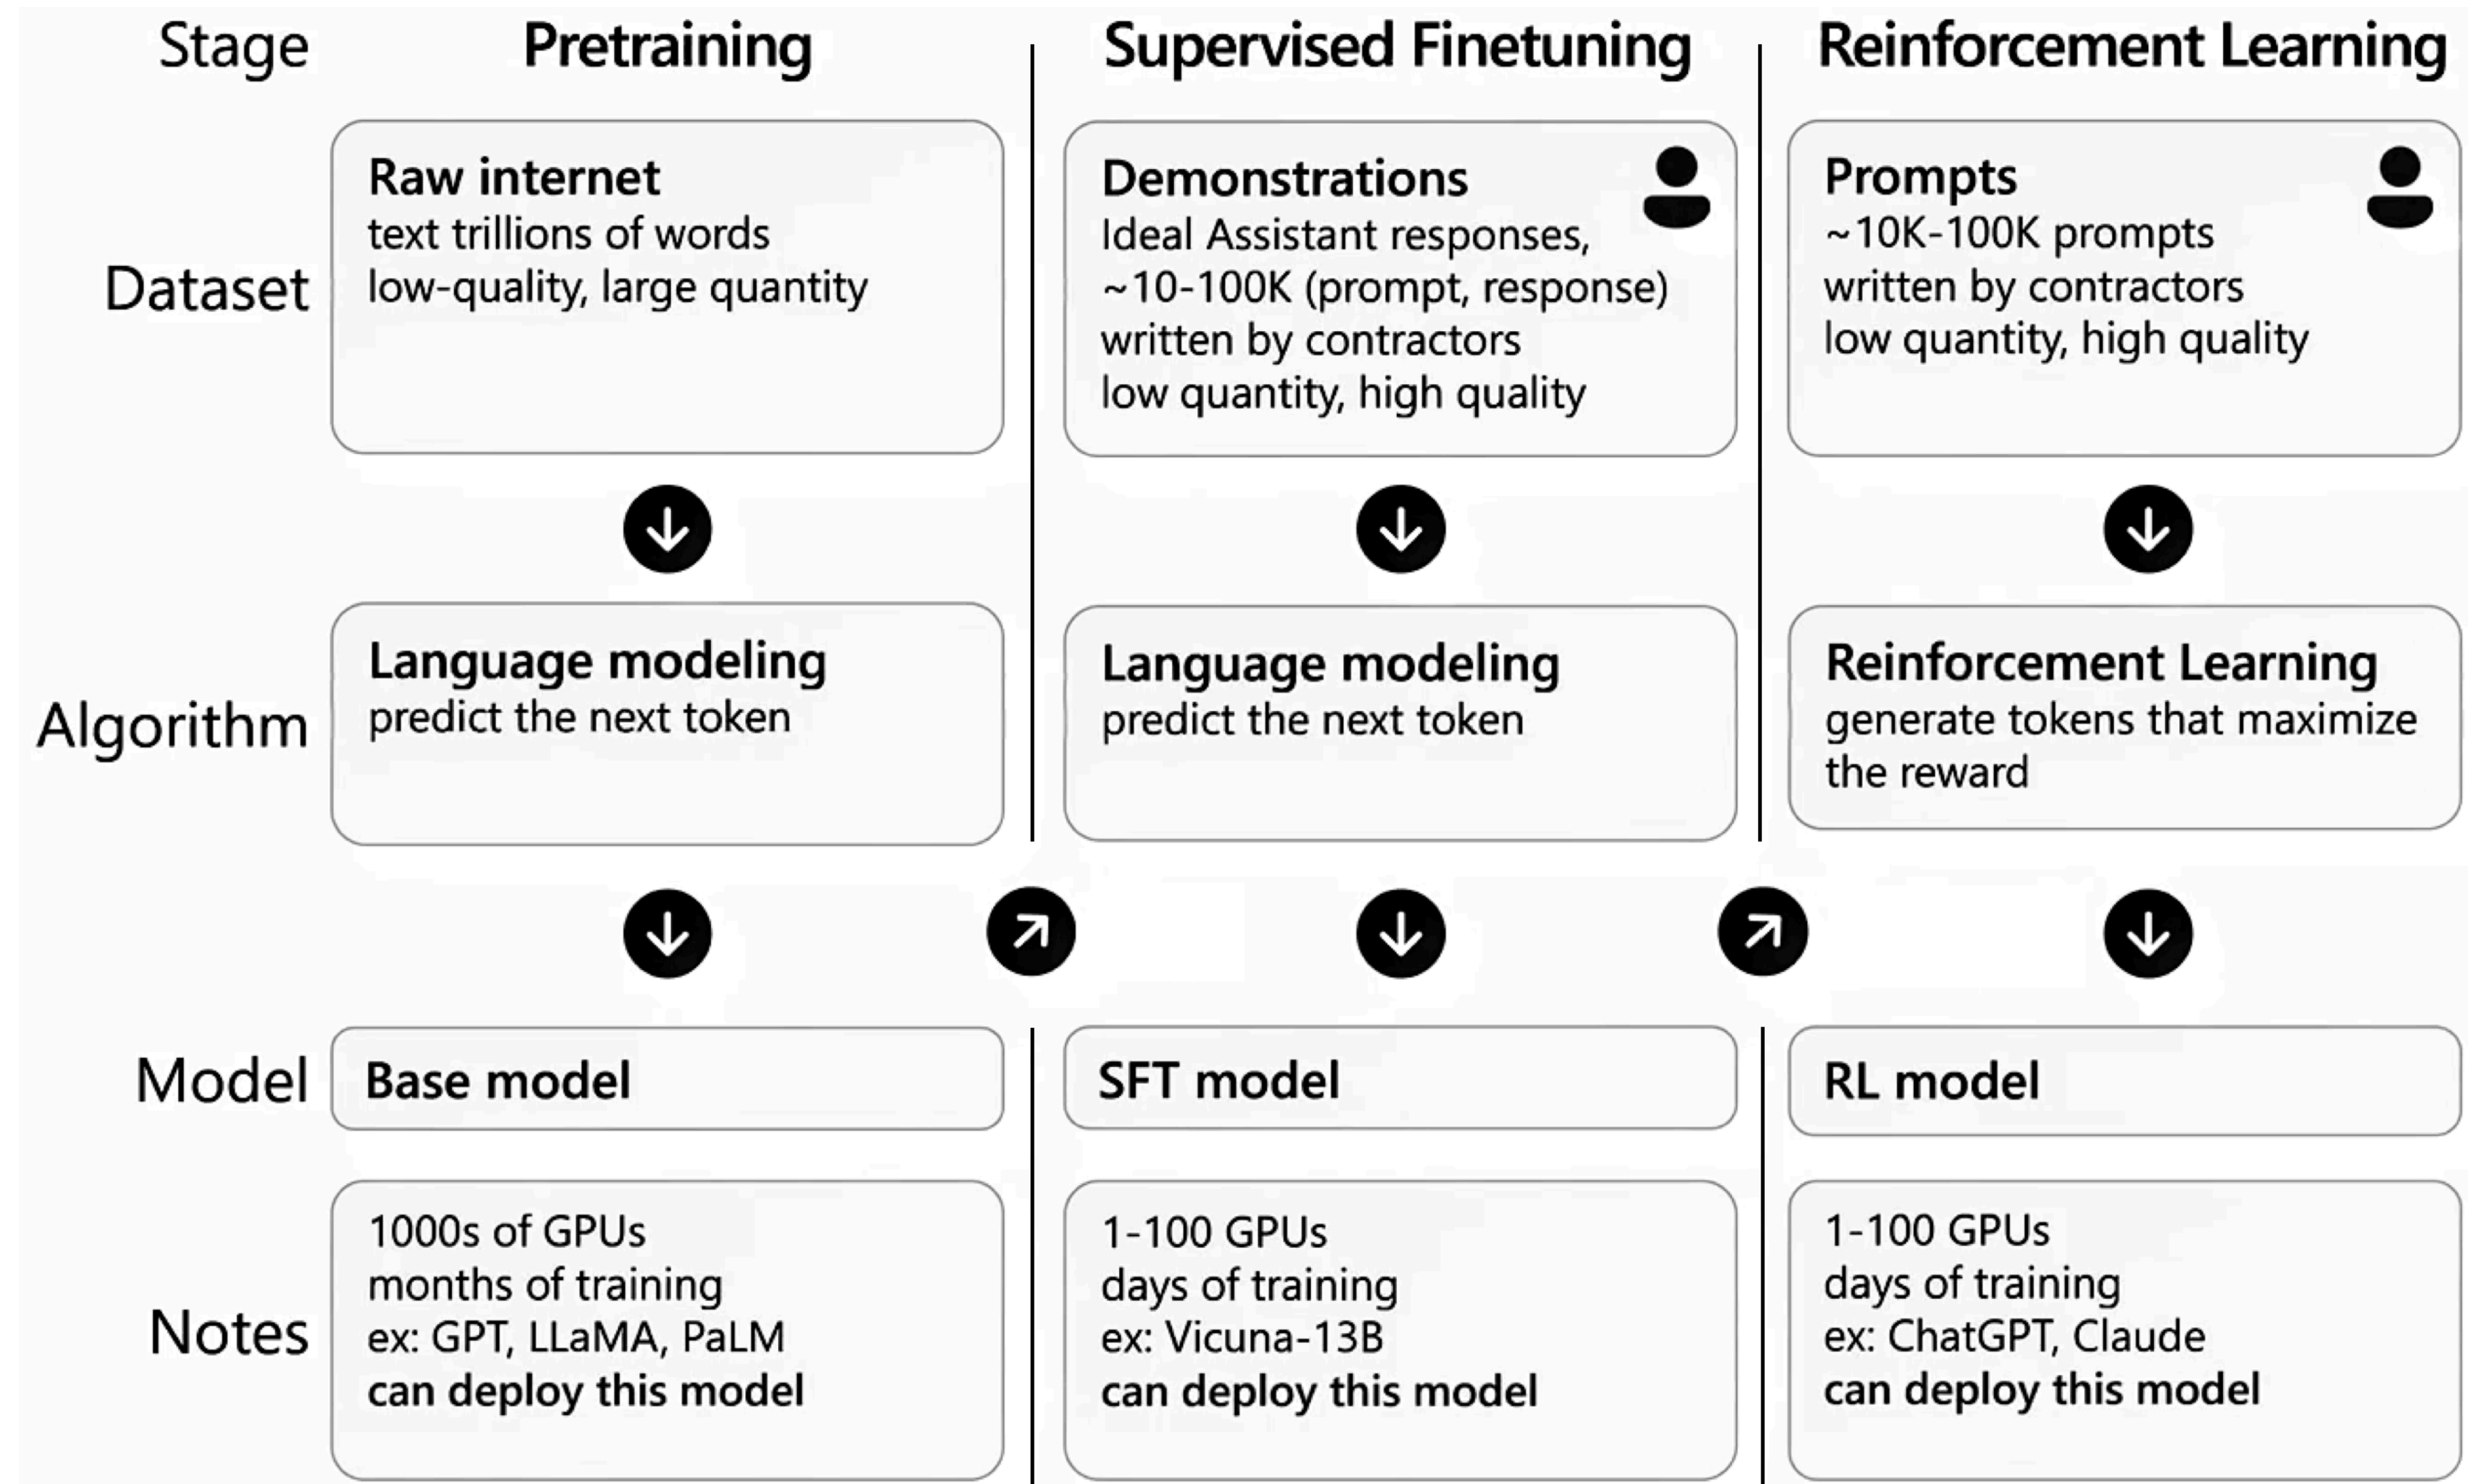 Stage
Pretraining
Supervised Finetuning
Reinforcement Learning
Dataset
Raw internet
text trillions of words
low-quality, large quantity
Demonstrations
Ideal Assistant responses,
~10-100K (prompt, response)
written by contractors
low quantity, high quality
Prompts
~10K-100K prompts
written by contractors
low quantity, high quality
Algorithm
Language modeling
predict the next token
Language modeling
predict the next token
Reinforcement Learning
generate tokens that maximize
the reward
Model
Base model
SFT model
RL model
Notes
1000s of GPUs
months of training
ex: GPT, LLaMA, PaLM
can deploy this model
1-100 GPUs
days of training
ex: Vicuna-13B
can deploy this model
1-100 GPUs
days of training
ex: ChatGPT, Claude
can deploy this model